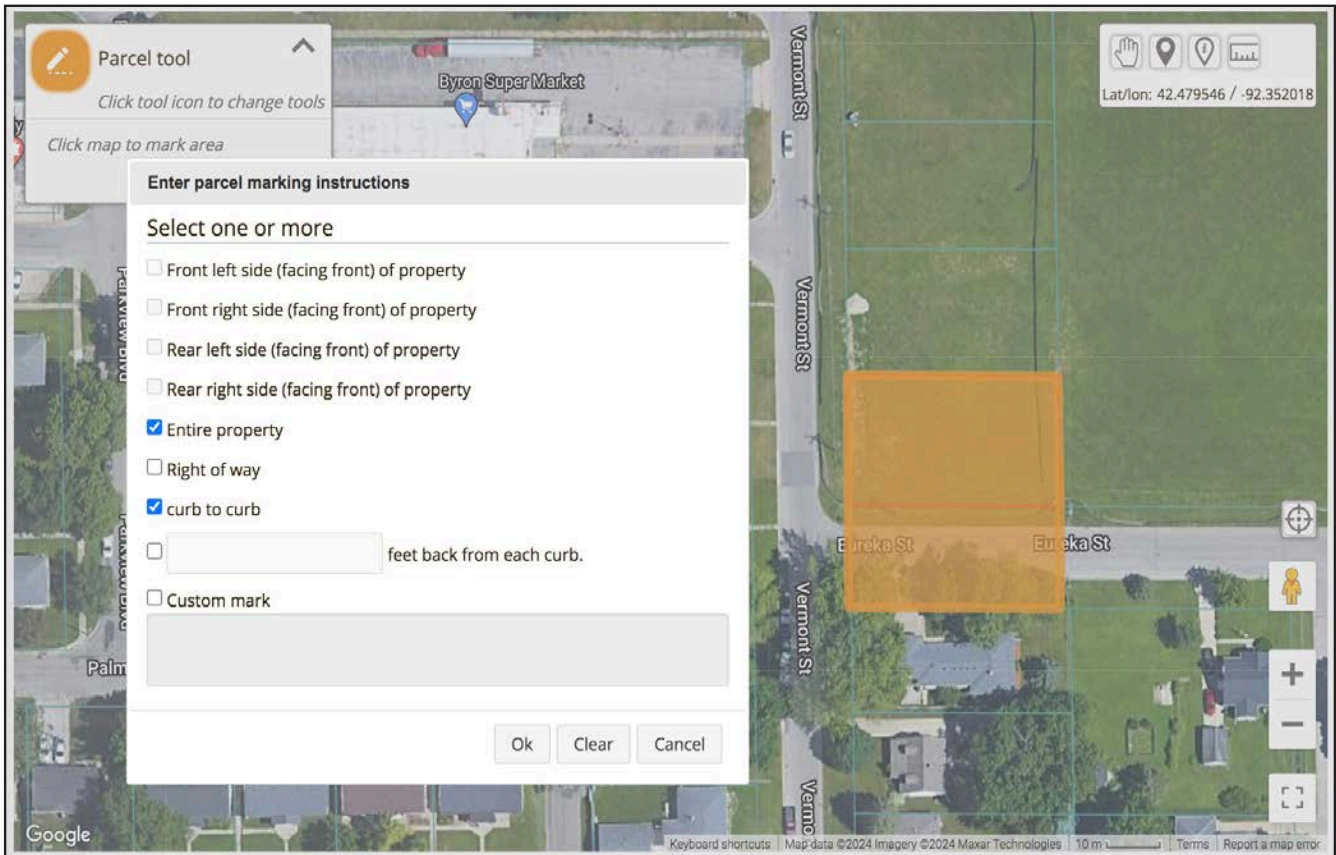 Parcel tool
Click tool icon to change tools
Click map to mark area
Byron Super Market
Vermont St
Lat/lon: 42.479546 / -92.352018
Enter parcel marking instructions
Select one or more
Front left side (facing front) of property
Front right side (facing front) of property
Rear left side (facing front) of property
Rear right side (facing front) of property
Entire property
Right of way
curb to curb
feet back from each curb.
Custom mark
Ok
Clear
Cancel
Parkview Blvd
Parkview Blvd
Palm
Vermont St
Eureka St
Eureka St
Vermont St
Vermo
Google
Keyboard shortcuts
Map data ©2024 Imagery ©2024 Maxar Technologies
10 m
Terms
Report a map error